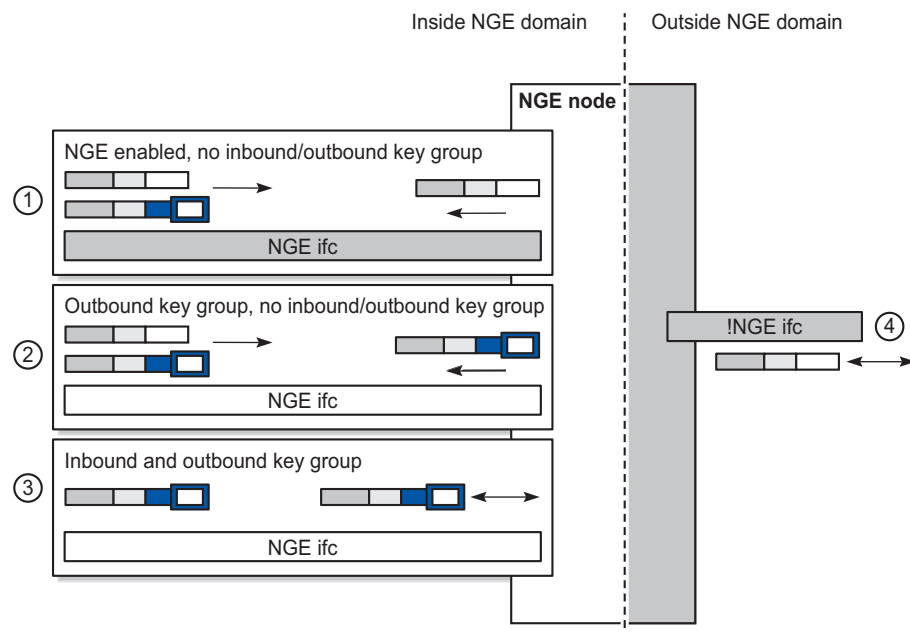 Inside NGE domain
Outside NGE domain
NGE node
NGE enabled, no inbound/outbound key group
1
NGE ifc
Outbound key group, no inbound/outbound key group
2
NGE ifc
!NGE ifc
4
Inbound and outbound key group
3
NGE ifc